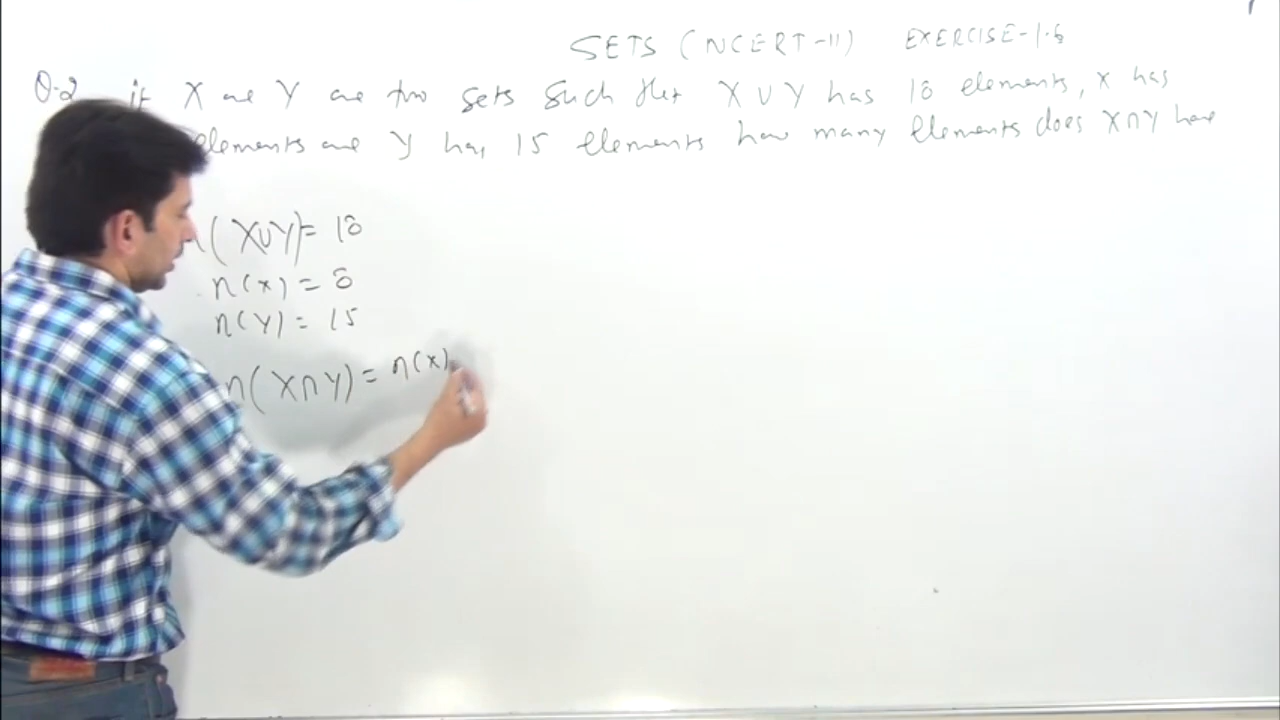 SETS (NCERT-11) EXERCISE-1.6
Q.2 if X and Y are two sets such that X ∪ Y has 18 elements, X has
elements and Y has 15 elements how many elements does X∩Y have
(X∪Y) = 18
n(x) = 8
n(Y) = 15
n(X∩Y) = n(x)